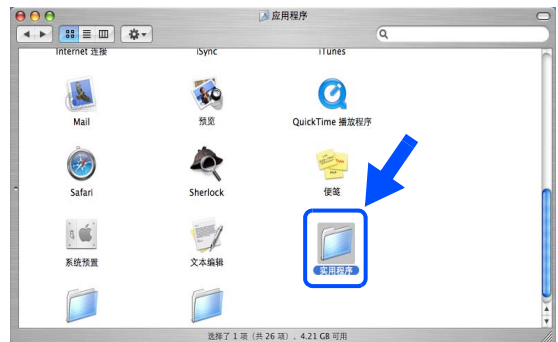 应用程序
Internet 连接
iSync
iTunes
Mail
预览
QuickTime 播放程序
Safari
Sherlock
便笺
系统预置
文本编辑
实用程序
选择了 1 项（共 26 项）, 4.21 GB 可用